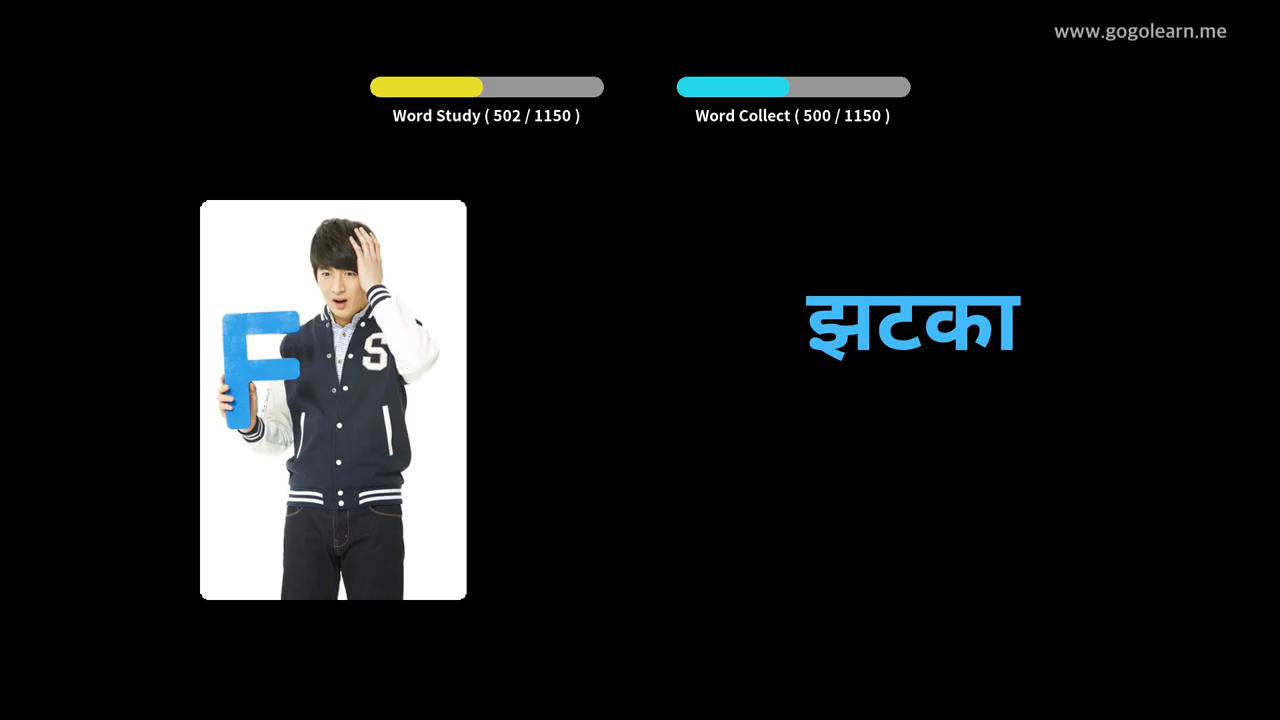 www.gogolearn.me
Word Study ( 502 / 1150 )
Word Collect ( 500 / 1150 )
F
S
झटका